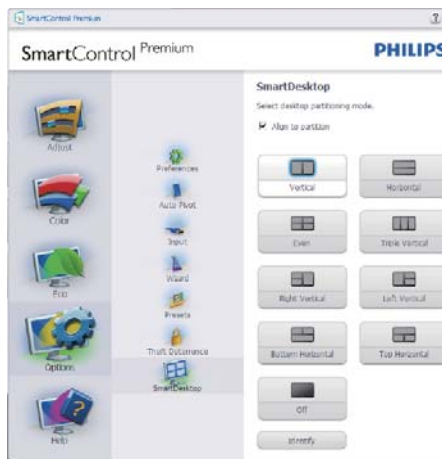 SmartControl Premium
?
SmartControl Premium
PHILIPS
Adjust
Color
Eco
Options
Help
Preferences
Auto Pivot
Input
Wizard
Presets
Theft Deterrence
SmartDesktop
SmartDesktop
Select desktop partitioning mode.
Align to partition
Vertical
Horizontal
Even
Triple Vertical
Right Vertical
Left Vertical
Bottom Horizontal
Top Horizontal
Off
Identify